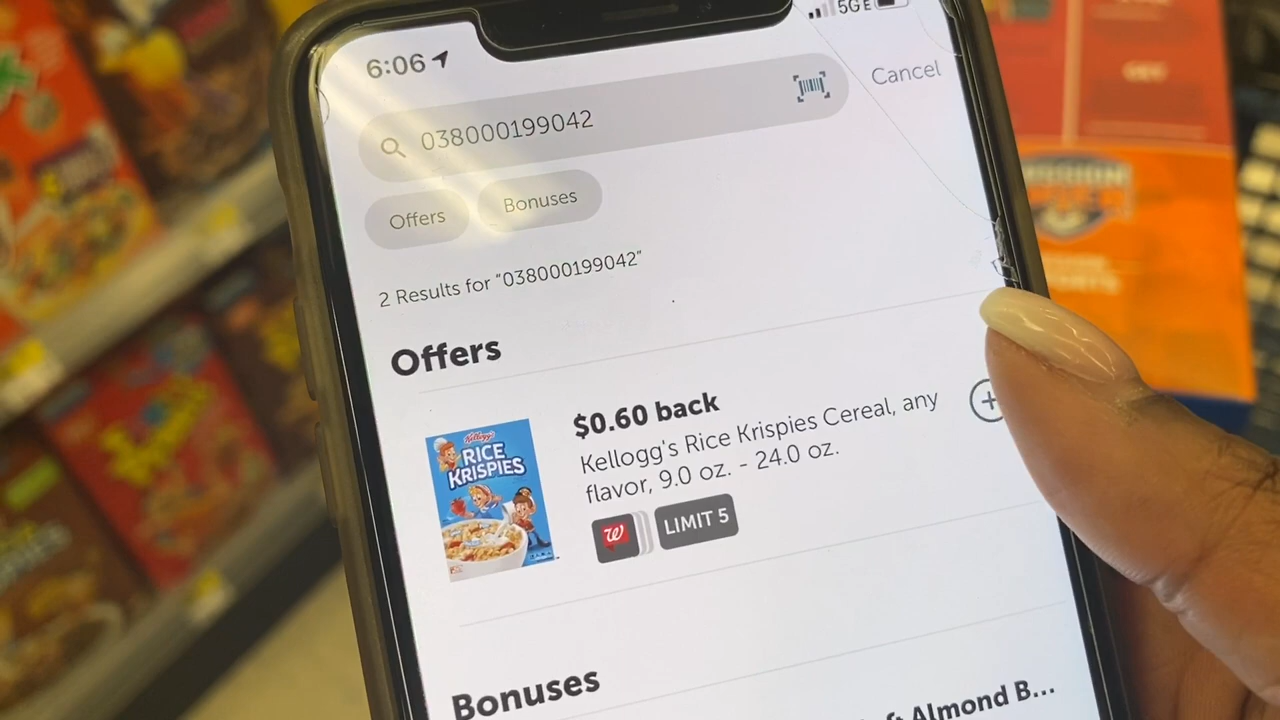 6:06
5GE
038000199042
Cancel
Offers
Bonuses
2 Results for "038000199042"
Offers
$0.60 back
Kellogg's Rice Krispies Cereal, any
flavor, 9.0 oz. - 24.0 oz.
Kellogg's
RICE
KRISPIES
LIMIT 5
Bonuses
Almond B...